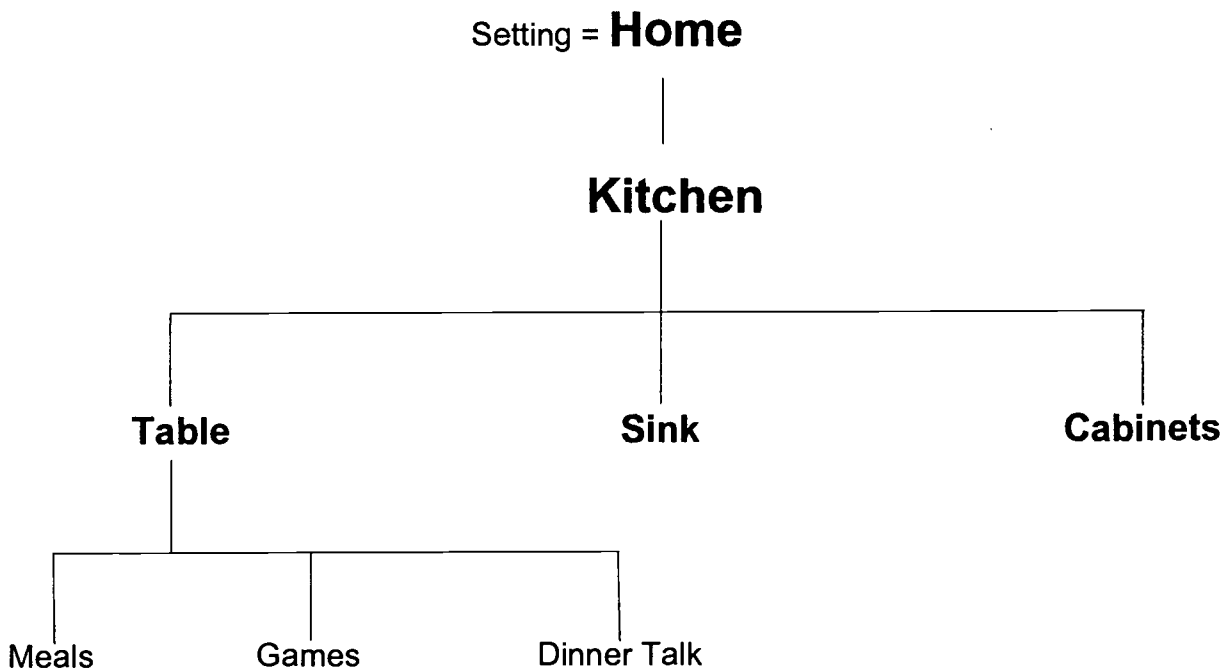 Setting = Home
Kitchen
Table Sink Cabinets
Meals Games Dinner Talk